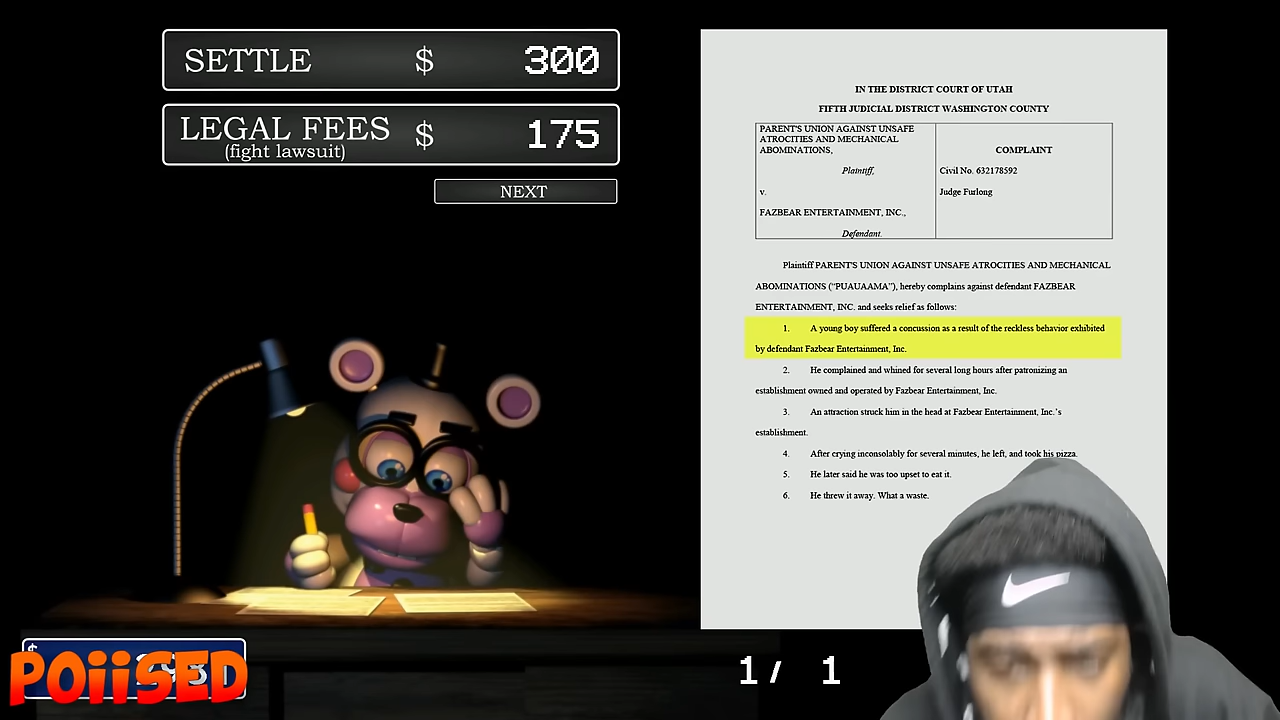 SETTLE $ 300
LEGAL FEES $ 175
(fight lawsuit)
NEXT
IN THE DISTRICT COURT OF UTAH
FIFTH JUDICIAL DISTRICT WASHINGTON COUNTY
PARENT'S UNION AGAINST UNSAFE
ATROCITIES AND MECHANICAL
ABOMINATIONS,
Plaintiff,
v.
FAZBEAR ENTERTAINMENT, INC.,
Defendant.
COMPLAINT
Civil No. 632178592
Judge Furlong
Plaintiff PARENT'S UNION AGAINST UNSAFE ATROCITIES AND MECHANICAL
ABOMINATIONS ("PUAUAAMA"), hereby complains against defendant FAZBEAR
ENTERTAINMENT, INC. and seeks relief as follows:
1. A young boy suffered a concussion as a result of the reckless behavior exhibited
by defendant Fazbear Entertainment, Inc.
2. He complained and whined for several long hours after patronizing an
establishment owned and operated by Fazbear Entertainment, Inc.
3. An attraction struck him in the head at Fazbear Entertainment, Inc.'s
establishment.
4. After crying inconsolably for several minutes, he left, and took his pizza.
5. He later said he was too upset to eat it.
6. He threw it away. What a waste.
$
POiiSED
1 / 1